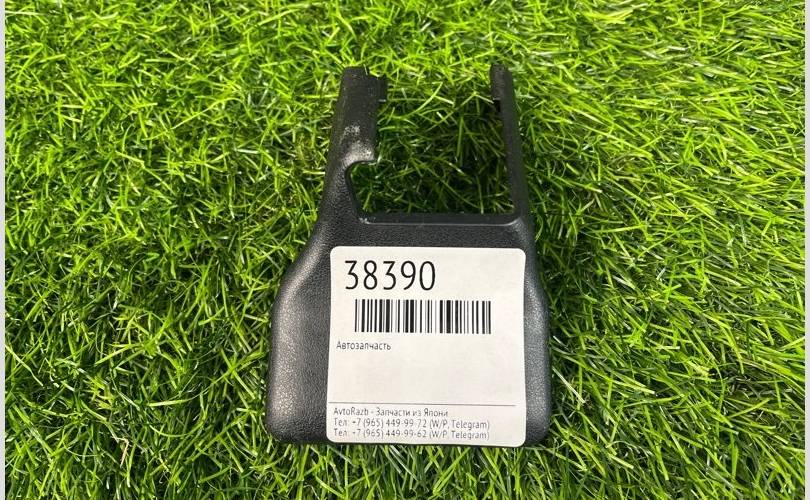 38390
Автозапчасть
AvtoRazb - Запчасти из Япони
Тел: +7 (965) 449-99-72 (W/P, Telegram)
Тел: +7 (965) 449-99-62 (W/P, Telegram)